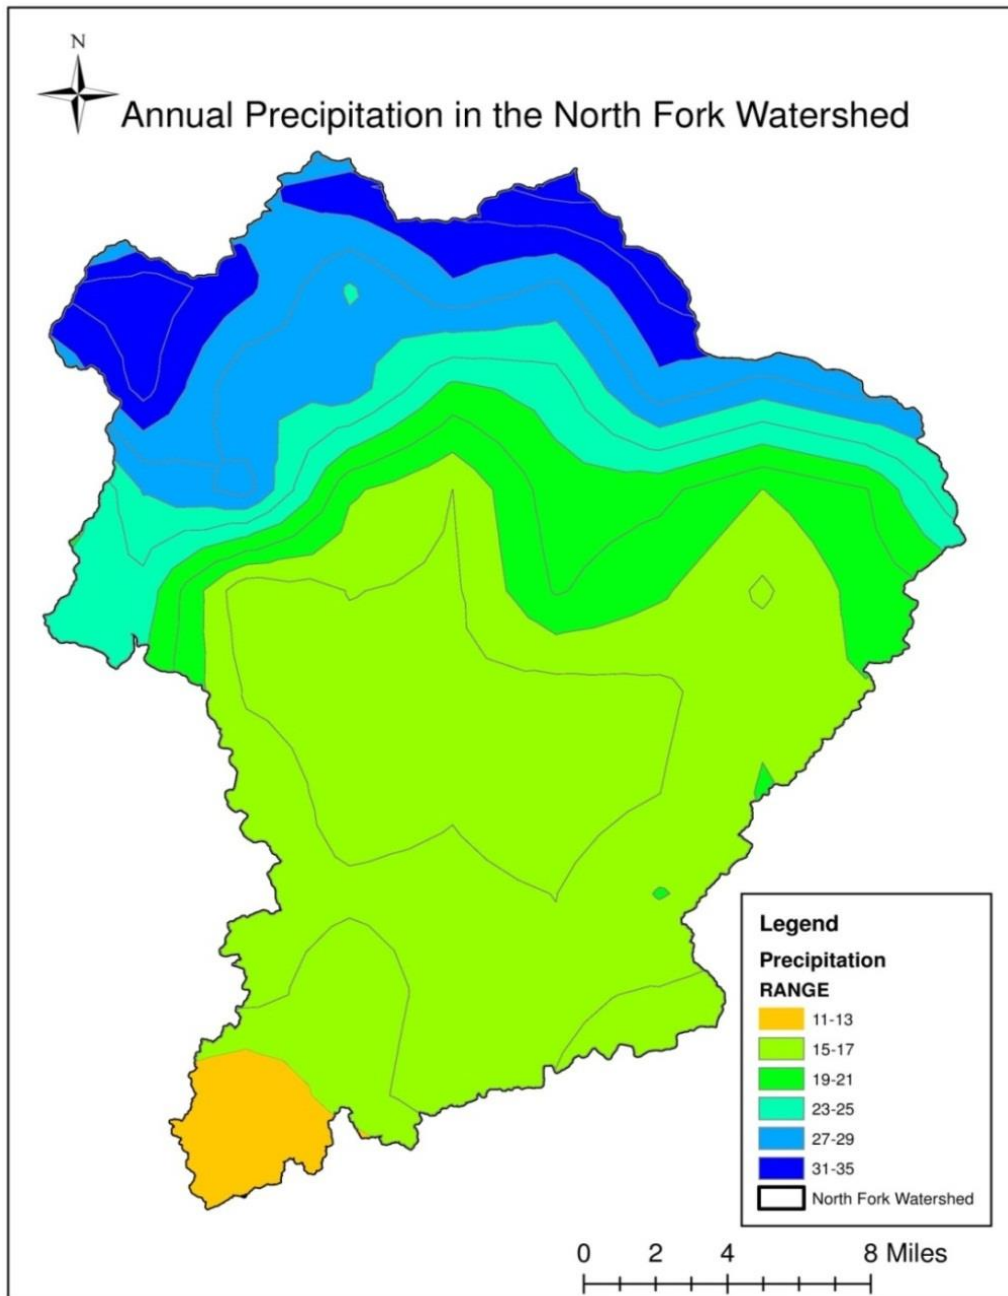 N
Annual Precipitation in the North Fork Watershed
Legend
Precipitation
RANGE
11-13
15-17
19-21
23-25
27-29
31-35
North Fork Watershed
0 2 4 8 Miles